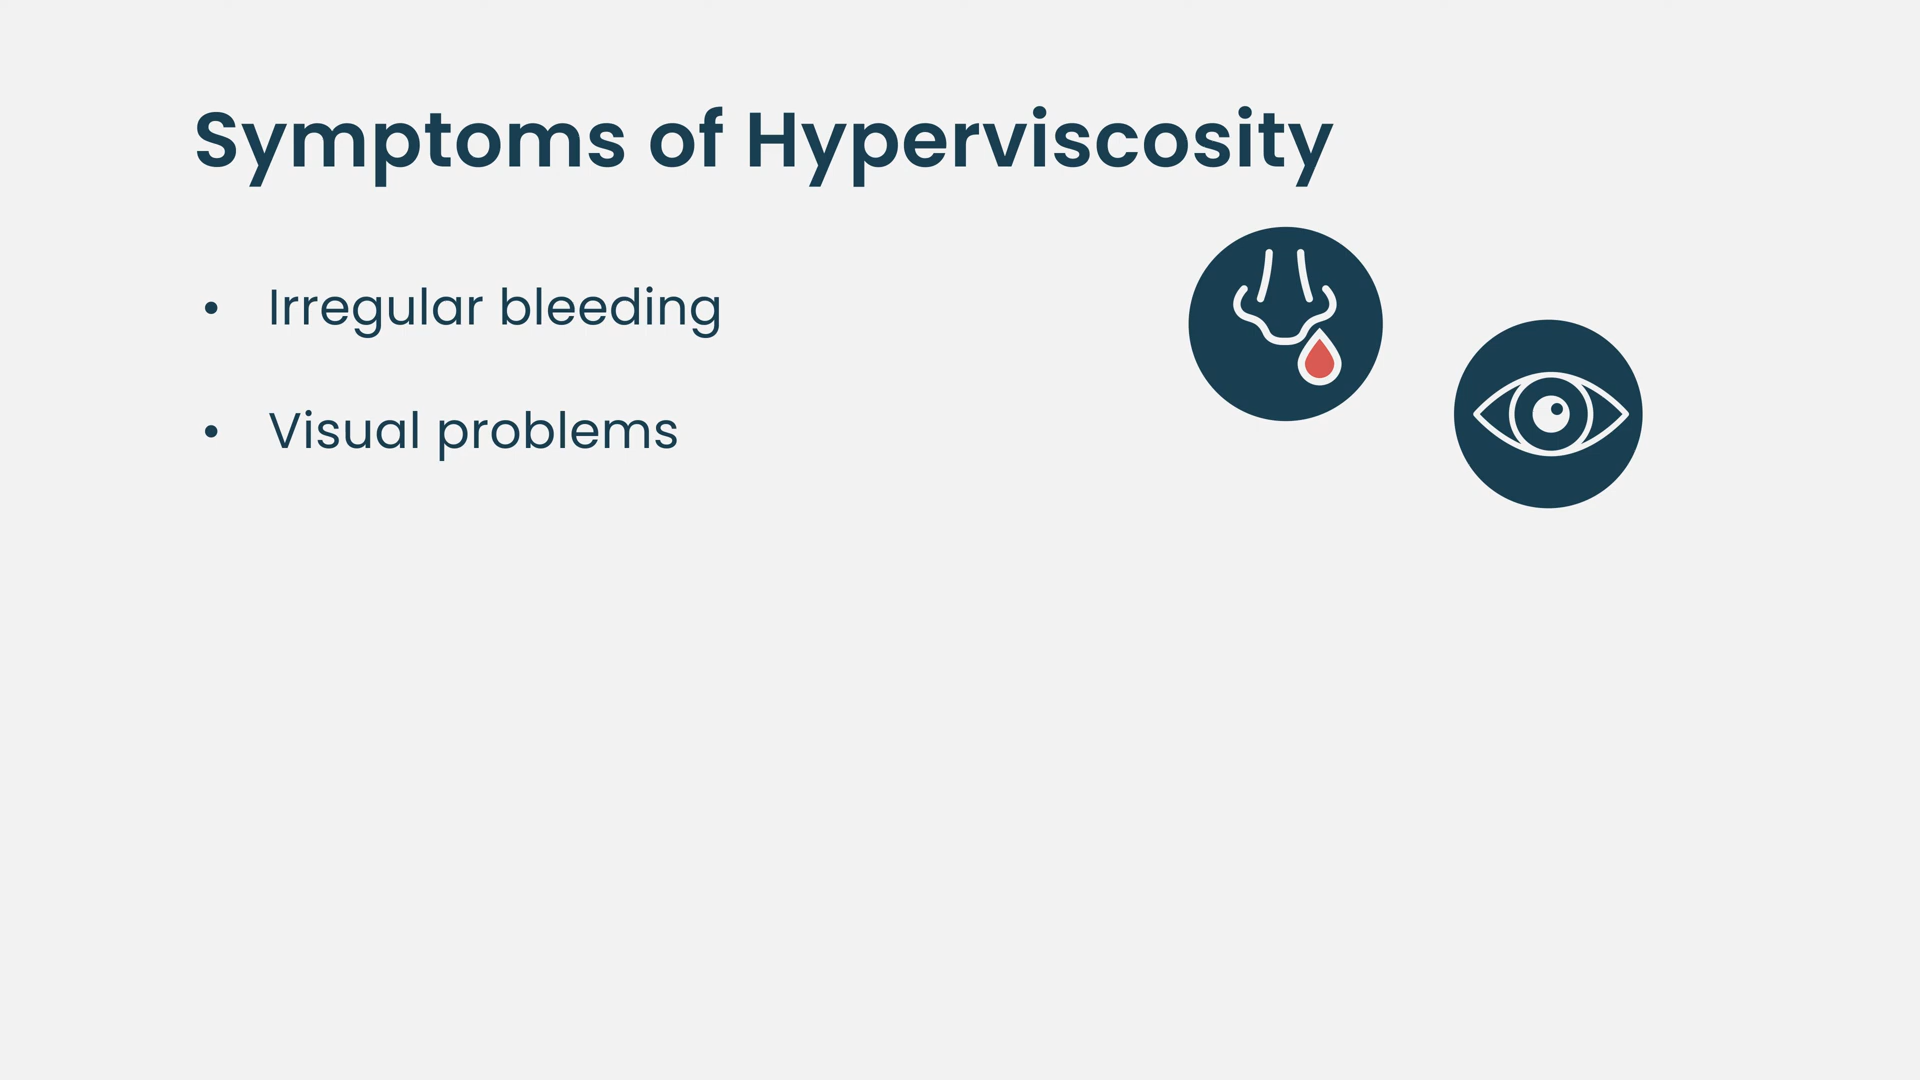 Symptoms of Hyperviscosity
• Irregular bleeding
• Visual problems